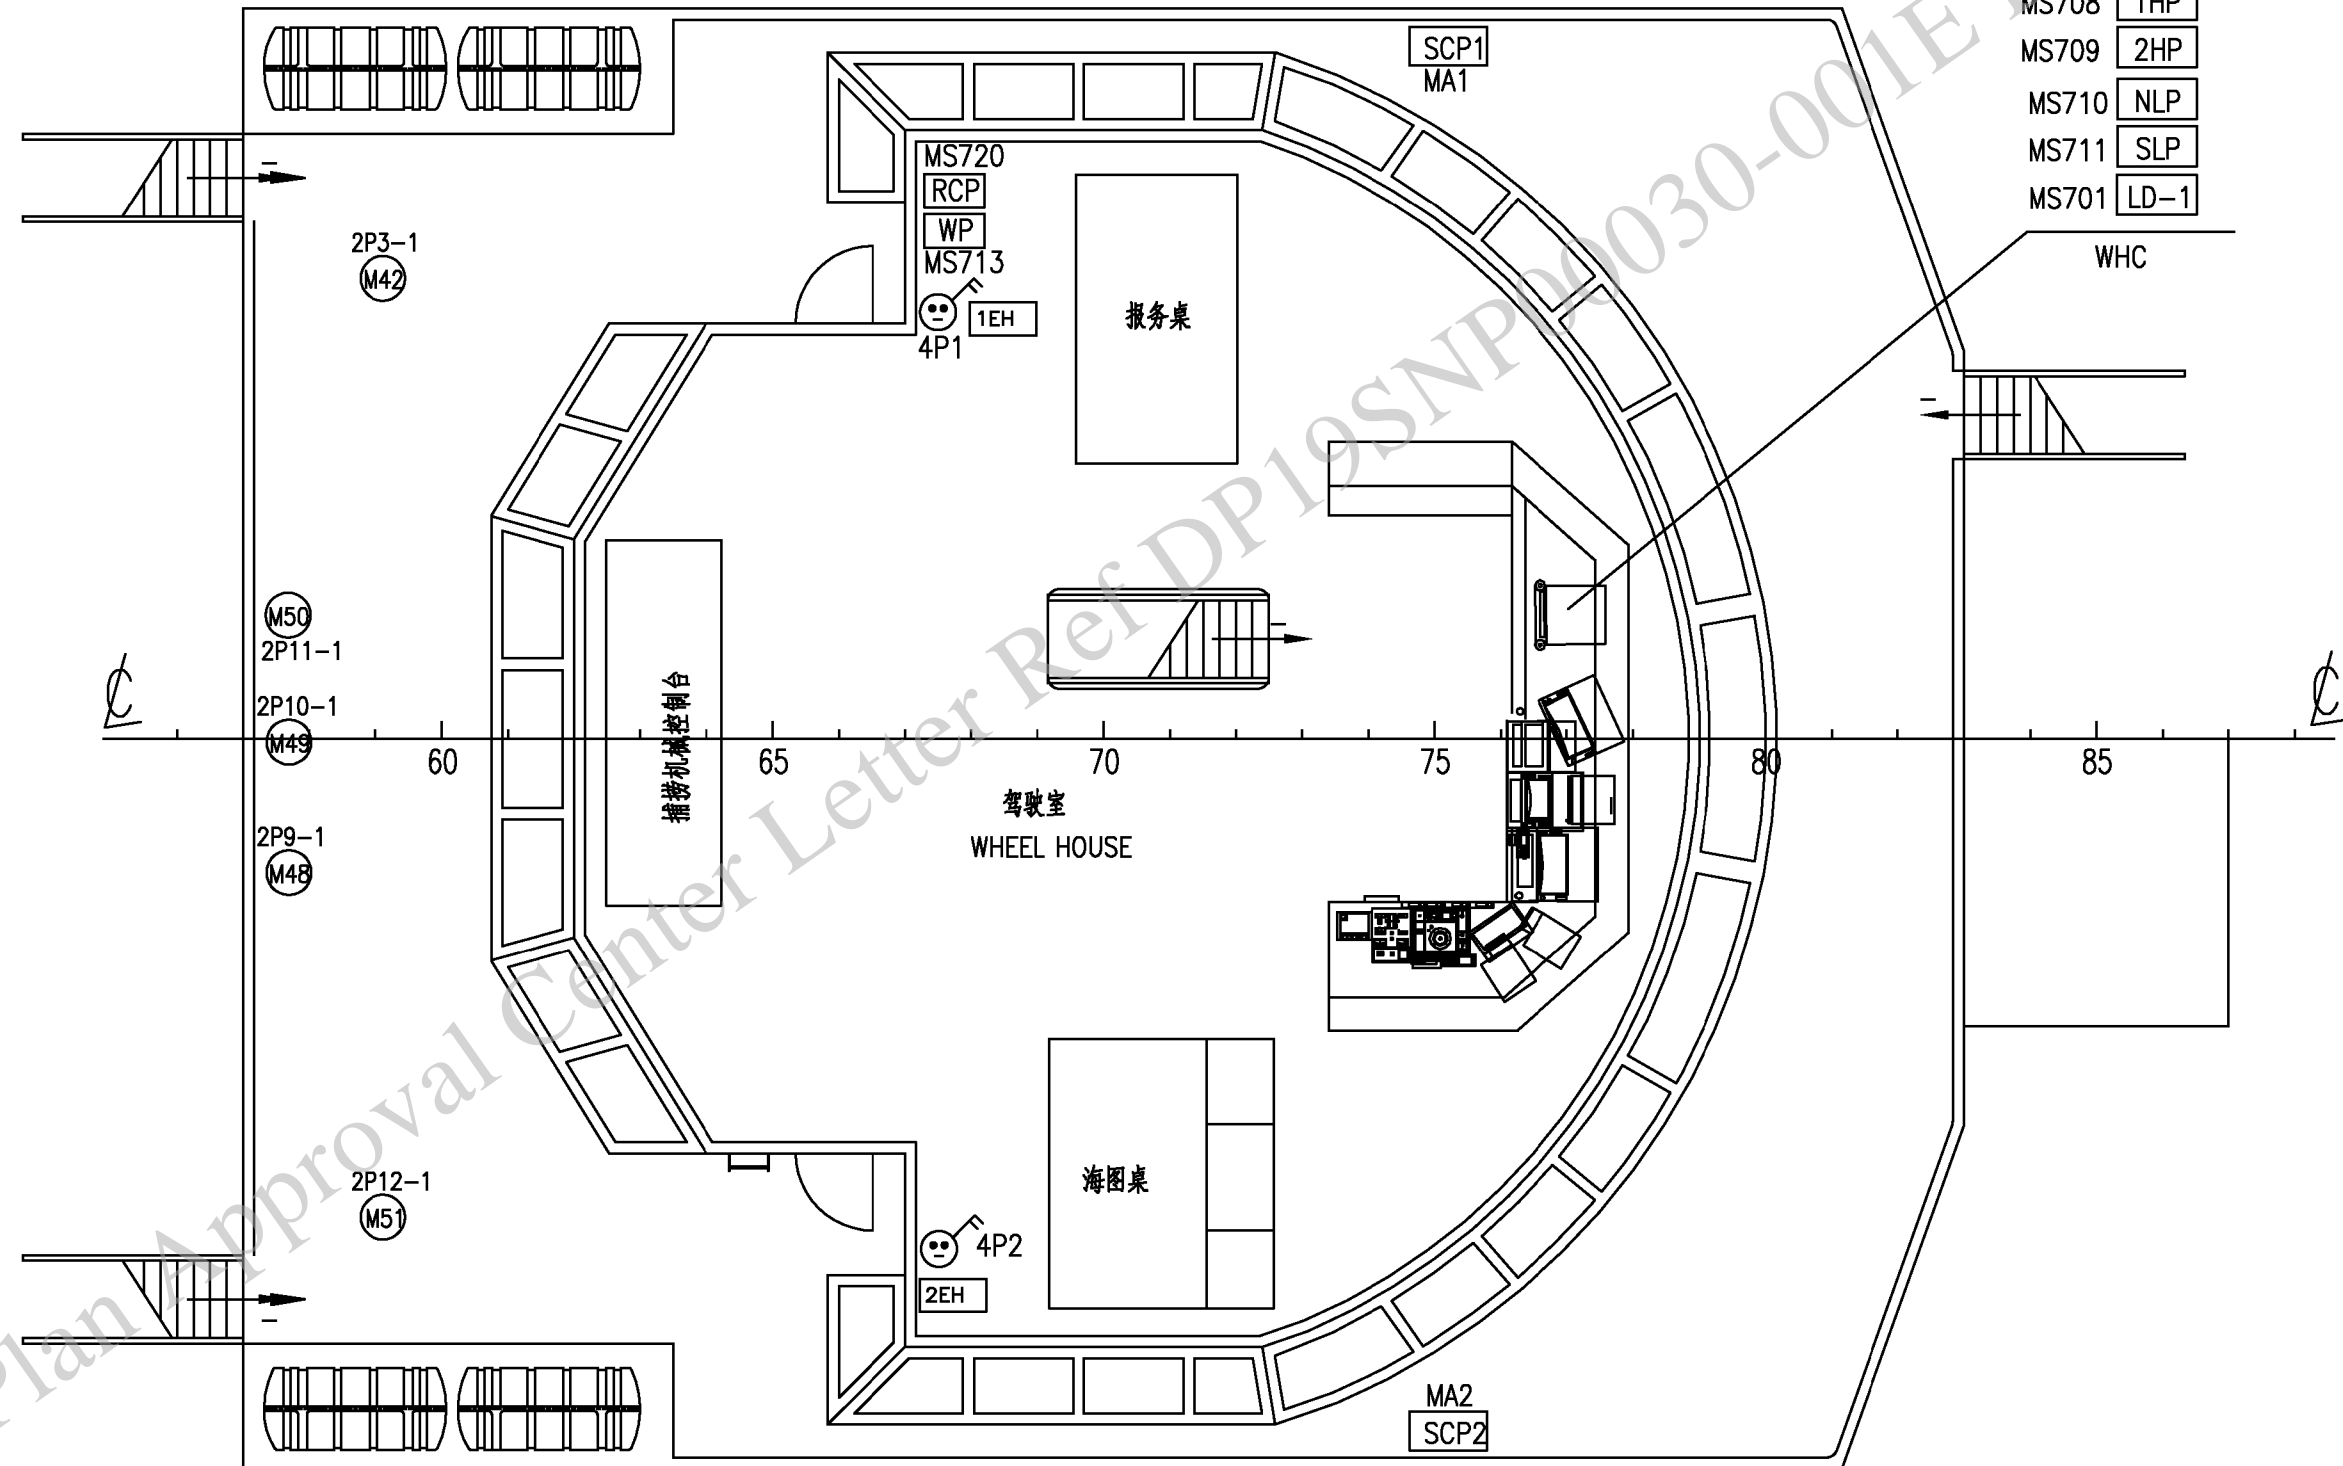 MS708 1HP
SCP1
MA1
MS709 2HP
MS710 NLP
MS711 SLP
MS701 LD-1
WHC
MS720
RCP
WP
MS713
1EH
4P1
2P3-1
M42
报务桌
M50
2P11-1
2P10-1
M49
2P9-1
M48
捕捞机械控制台
60
65
70
75
80
85
驾驶室
WHEEL HOUSE
2P12-1
M51
海图桌
4P2
2EH
MA2
SCP2
Plan Approval Center Letter Ref DP19SNP00030-001E